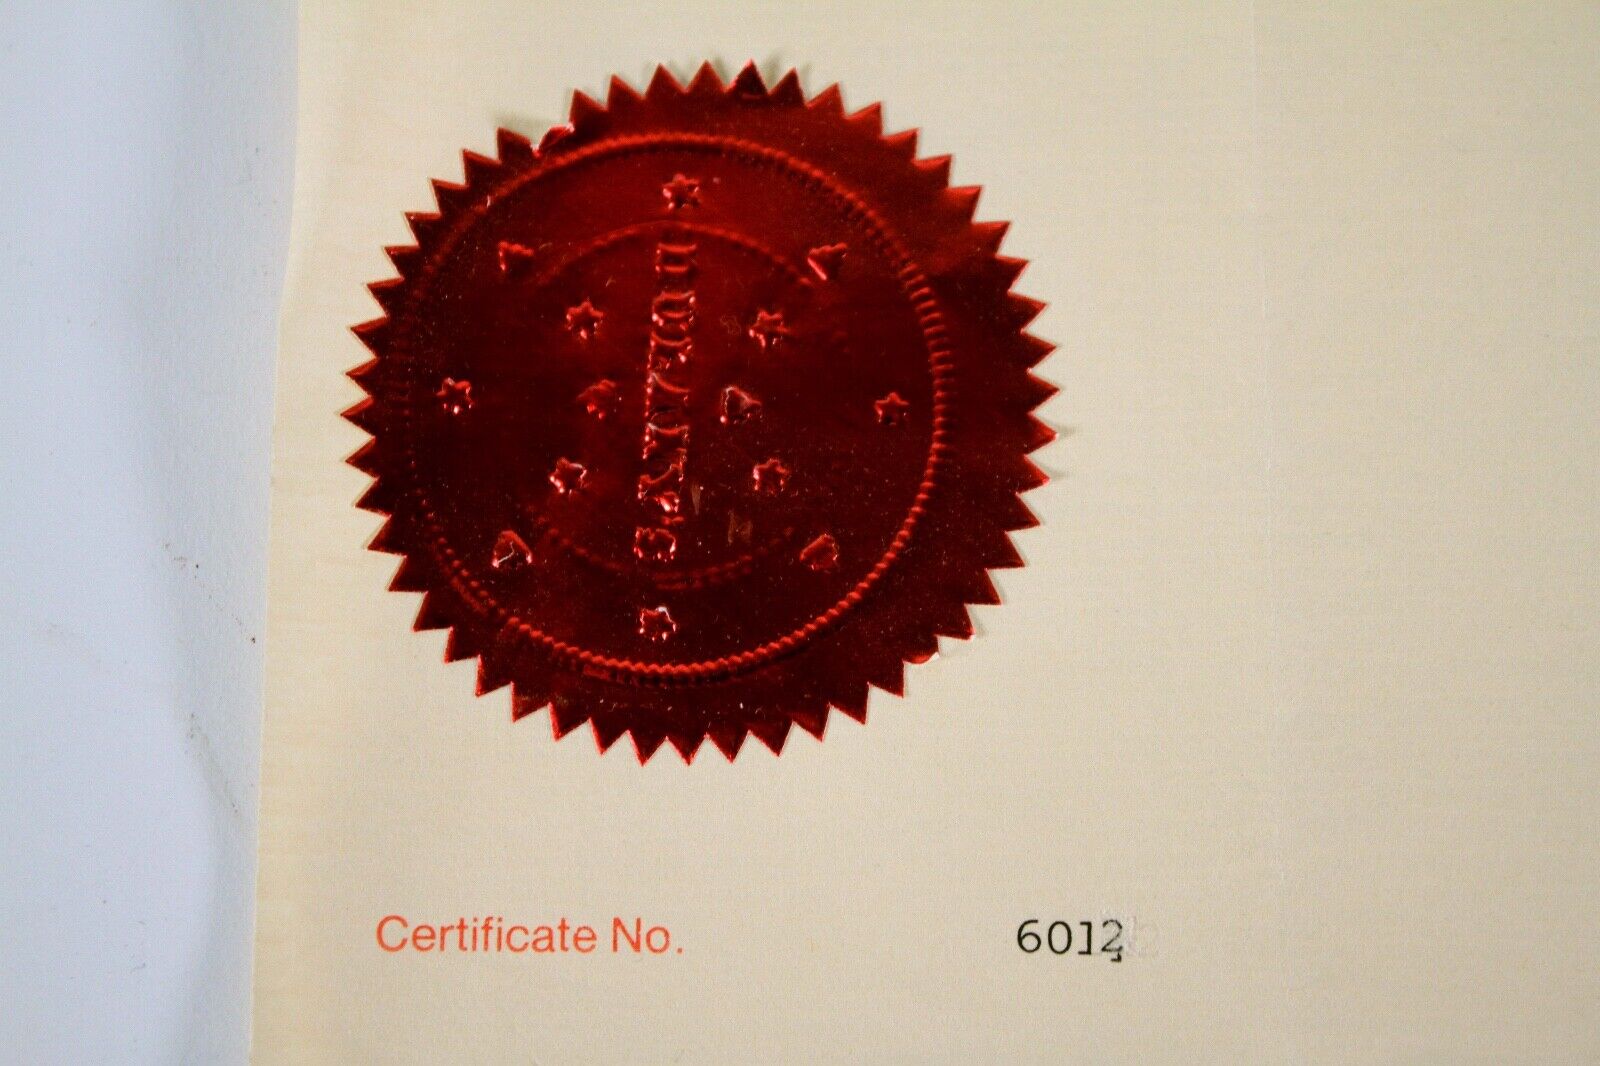 Certificate No. 6012